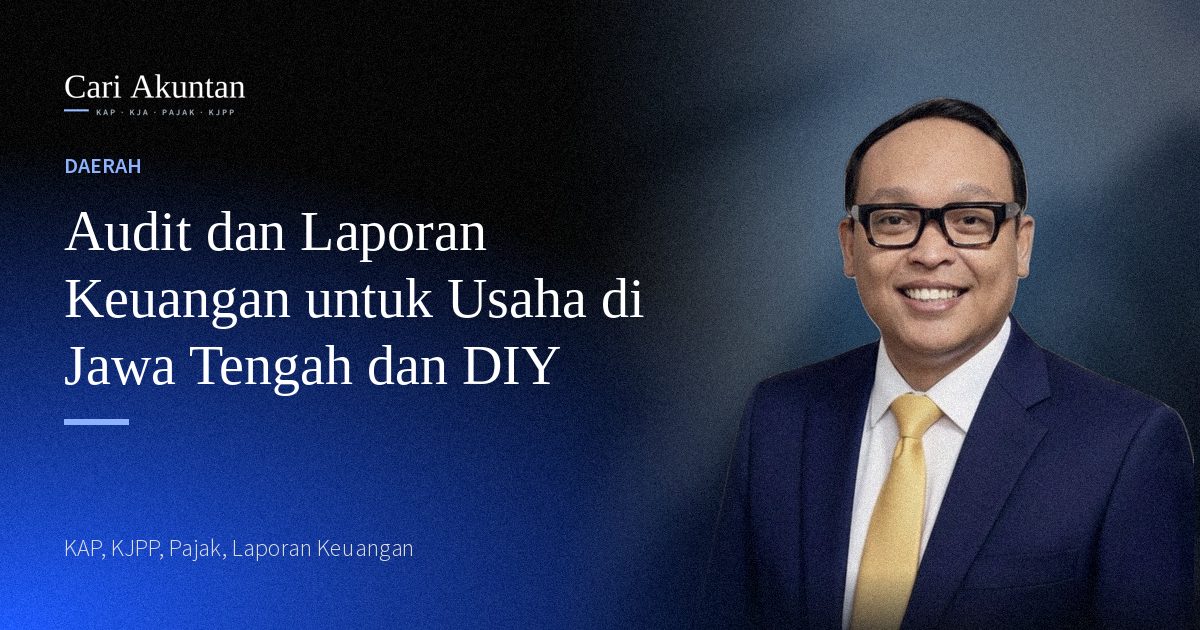 Cari Akuntan
KAP · KJA · PAJAK · KJPP
DAERAH
Audit dan Laporan
Keuangan untuk Usaha di
Jawa Tengah dan DIY
KAP, KJPP, Pajak, Laporan Keuangan